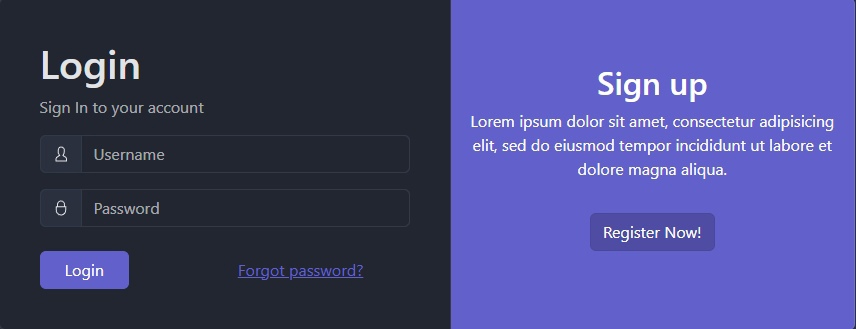 Login
Sign In to your account
Username
Password
Login
Forgot password?
Sign up
Lorem ipsum dolor sit amet, consectetur adipisicing
elit, sed do eiusmod tempor incididunt ut labore et
dolore magna aliqua.
Register Now!